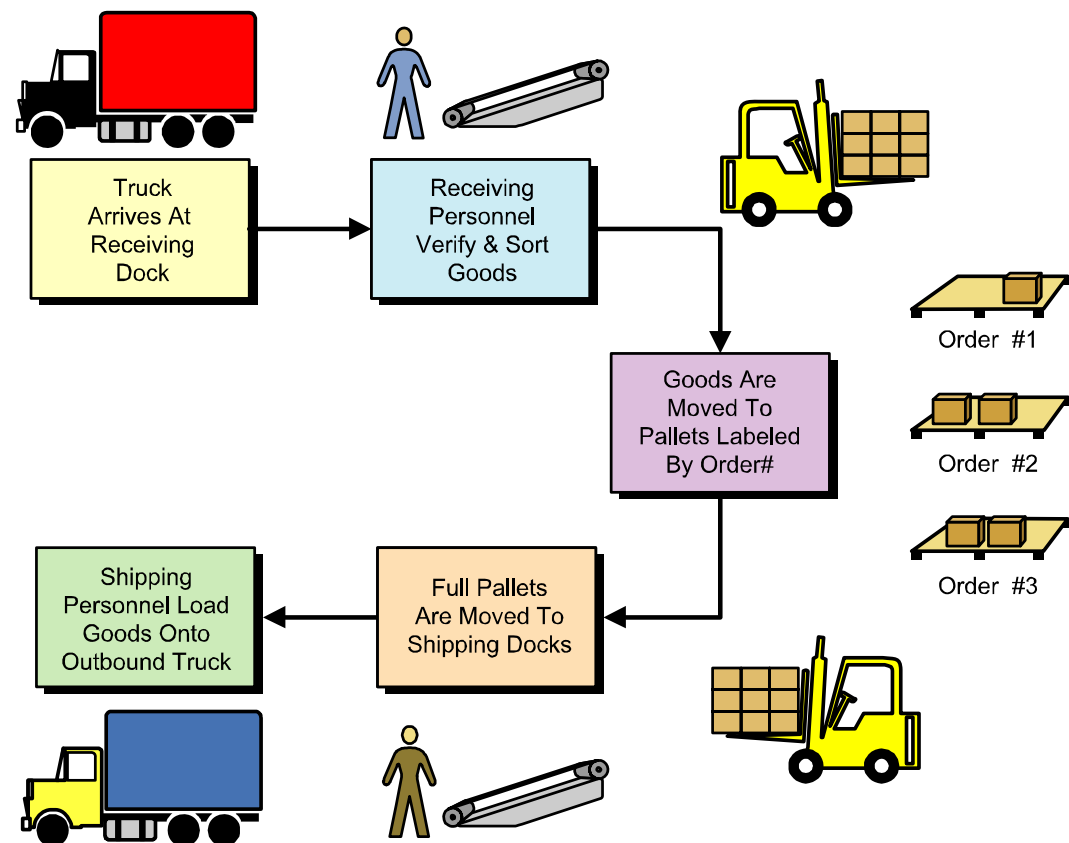 Truck
Arrives At
Receiving
Dock
Receiving
Personnel
Verify & Sort
Goods
Goods Are
Moved To
Pallets Labeled
By Order#
Order #1
Order #2
Order #3
Full Pallets
Are Moved To
Shipping Docks
Shipping
Personnel Load
Goods Onto
Outbound Truck